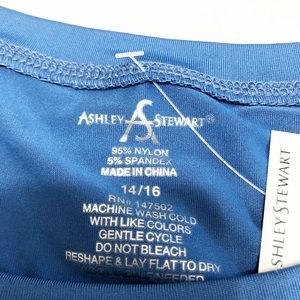 ASHLEY STEWART®
95% NYLON
5% SPANDEX
MADE IN CHINA
14/16
RN# 147502
MACHINE WASH COLD
WITH LIKE COLORS
GENTLE CYCLE
DO NOT BLEACH
RESHAPE & LAY FLAT TO DRY
NEEDED
ASHLEY STEWART